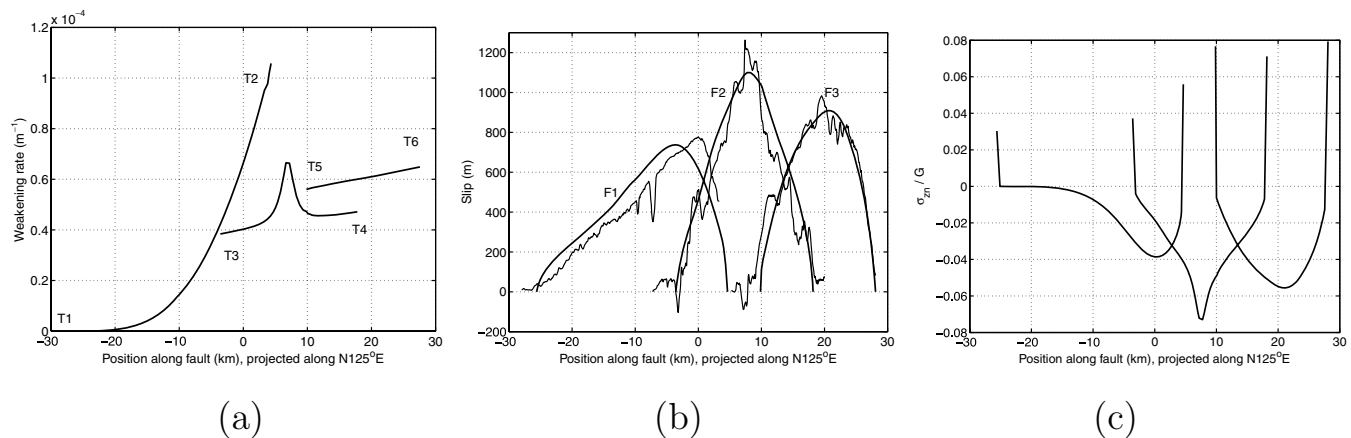 x 10⁻⁴
1.2
1
0.8
0.6
0.4
0.2
0
Weakening rate (m⁻¹)
T1
T2
T3
T4
T5
T6
−30 −20 −10 0 10 20 30
Position along fault (km), projected along N125°E
(a)
1200
1000
800
600
400
200
0
−200
Slip (m)
F1
F2
F3
−20 −10 0 10 20 30
Position along fault (km), projected along N125°E
(b)
0.08
0.06
0.04
0.02
0
−0.02
−0.04
−0.06
−0.08
σzn / G
−30 −20 −10 0 10 20 30
Position along fault (km), projected along N125°E
(c)